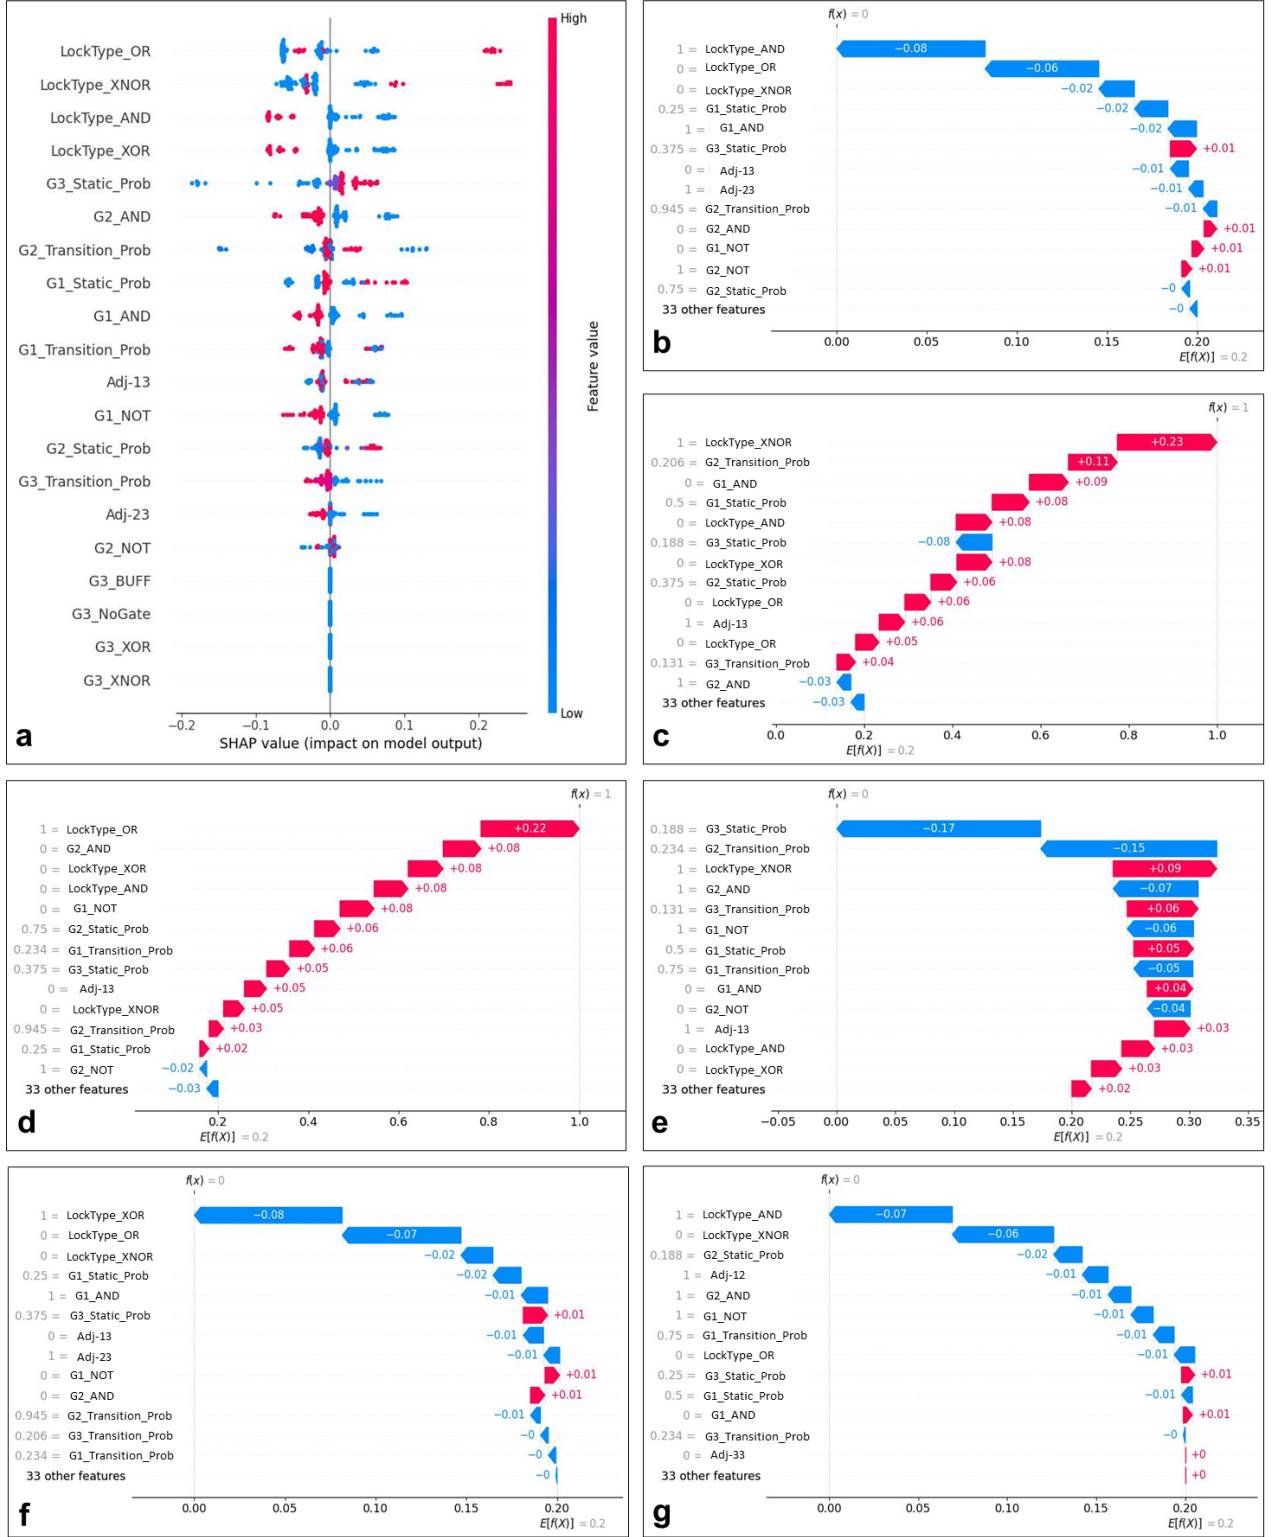 LockType_OR
LockType_XNOR
LockType_AND
LockType_XOR
G3_Static_Prob
G2_AND
G2_Transition_Prob
G1_Static_Prob
G1_AND
G1_Transition_Prob
Adj-13
G1_NOT
G2_Static_Prob
G3_Transition_Prob
Adj-23
G2_NOT
G3_BUFF
G3_NoGate
G3_XOR
G3_XNOR
−0.2 −0.1 0.0 0.1 0.2
SHAP value (impact on model output)
High
Feature value
Low
a
f(x) = 0
1 = LockType_AND −0.08
0 = LockType_OR −0.06
0 = LockType_XNOR −0.02
0.25 = G1_Static_Prob −0.02
1 = G1_AND −0.02
0.375 = G3_Static_Prob +0.01
0 = Adj-13 −0.01
1 = Adj-23 −0.01
0.945 = G2_Transition_Prob −0.01
0 = G2_AND +0.01
0 = G1_NOT +0.01
1 = G2_NOT +0.01
0.75 = G2_Static_Prob −0
33 other features −0
0.00 0.05 0.10 0.15 0.20
E[f(X)] = 0.2
b
f(x) = 1
1 = LockType_XNOR +0.23
0.206 = G2_Transition_Prob +0.11
0 = G1_AND +0.09
0.5 = G1_Static_Prob +0.08
0 = LockType_AND +0.08
0.188 = G3_Static_Prob −0.08
0 = LockType_XOR +0.08
0.375 = G2_Static_Prob +0.06
0 = LockType_OR +0.06
1 = Adj-13 +0.06
0 = LockType_OR +0.05
0.131 = G3_Transition_Prob +0.04
1 = G2_AND −0.03
33 other features −0.03
0.0 0.2 0.4 0.6 0.8 1.0
E[f(X)] = 0.2
c
f(x) = 1
1 = LockType_OR +0.22
0 = G2_AND +0.08
0 = LockType_XOR +0.08
0 = LockType_AND +0.08
0 = G1_NOT +0.08
0.75 = G2_Static_Prob +0.06
0.234 = G1_Transition_Prob +0.06
0.375 = G3_Static_Prob +0.05
0 = Adj-13 +0.05
0 = LockType_XNOR +0.05
0.945 = G2_Transition_Prob +0.03
0.25 = G1_Static_Prob +0.02
1 = G2_NOT −0.02
33 other features −0.03
0.2 0.4 0.6 0.8 1.0
E[f(X)] = 0.2
d
f(x) = 0
0.188 = G3_Static_Prob −0.17
0.234 = G2_Transition_Prob −0.15
1 = LockType_XNOR +0.09
1 = G2_AND −0.07
0.131 = G3_Transition_Prob +0.06
1 = G1_NOT −0.06
0.5 = G1_Static_Prob +0.05
0.75 = G1_Transition_Prob −0.05
0 = G1_AND +0.04
0 = G2_NOT −0.04
1 = Adj-13 +0.03
0 = LockType_AND +0.03
0 = LockType_XOR +0.03
33 other features +0.02
−0.05 0.00 0.05 0.10 0.15 0.20 0.25 0.30 0.35
E[f(X)] = 0.2
e
f(x) = 0
1 = LockType_XOR −0.08
0 = LockType_OR −0.07
0 = LockType_XNOR −0.02
0.25 = G1_Static_Prob −0.02
1 = G1_AND −0.01
0.375 = G3_Static_Prob +0.01
0 = Adj-13 −0.01
1 = Adj-23 −0.01
0 = G1_NOT +0.01
0 = G2_AND +0.01
0.945 = G2_Transition_Prob −0.01
0.206 = G3_Transition_Prob −0
0.234 = G1_Transition_Prob −0
33 other features −0
0.00 0.05 0.10 0.15 0.20
E[f(X)] = 0.2
f
f(x) = 0
1 = LockType_AND −0.07
0 = LockType_XNOR −0.06
0.188 = G2_Static_Prob −0.02
1 = Adj-12 −0.01
1 = G2_AND −0.01
1 = G1_NOT −0.01
0.75 = G1_Transition_Prob −0.01
0 = LockType_OR −0.01
0.25 = G3_Static_Prob +0.01
0.5 = G1_Static_Prob −0.01
0 = G1_AND +0.01
0.234 = G3_Transition_Prob −0
0 = Adj-33 +0
33 other features +0
0.00 0.05 0.10 0.15 0.20
E[f(X)] = 0.2
g